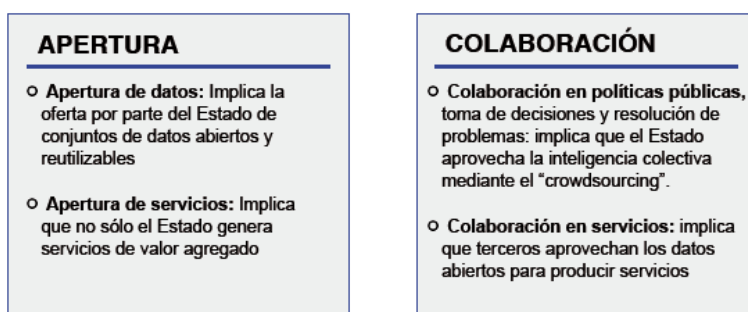 APERTURA
Apertura de datos: Implica la
oferta por parte del Estado de
conjuntos de datos abiertos y
reutilizables
Apertura de servicios: Implica
que no sólo el Estado genera
servicios de valor agregado
COLABORACIÓN
Colaboración en políticas públicas,
toma de decisiones y resolución de
problemas: implica que el Estado
aprovecha la inteligencia colectiva
mediante el “crowdsourcing”.
Colaboración en servicios: implica
que terceros aprovechan los datos
abiertos para producir servicios